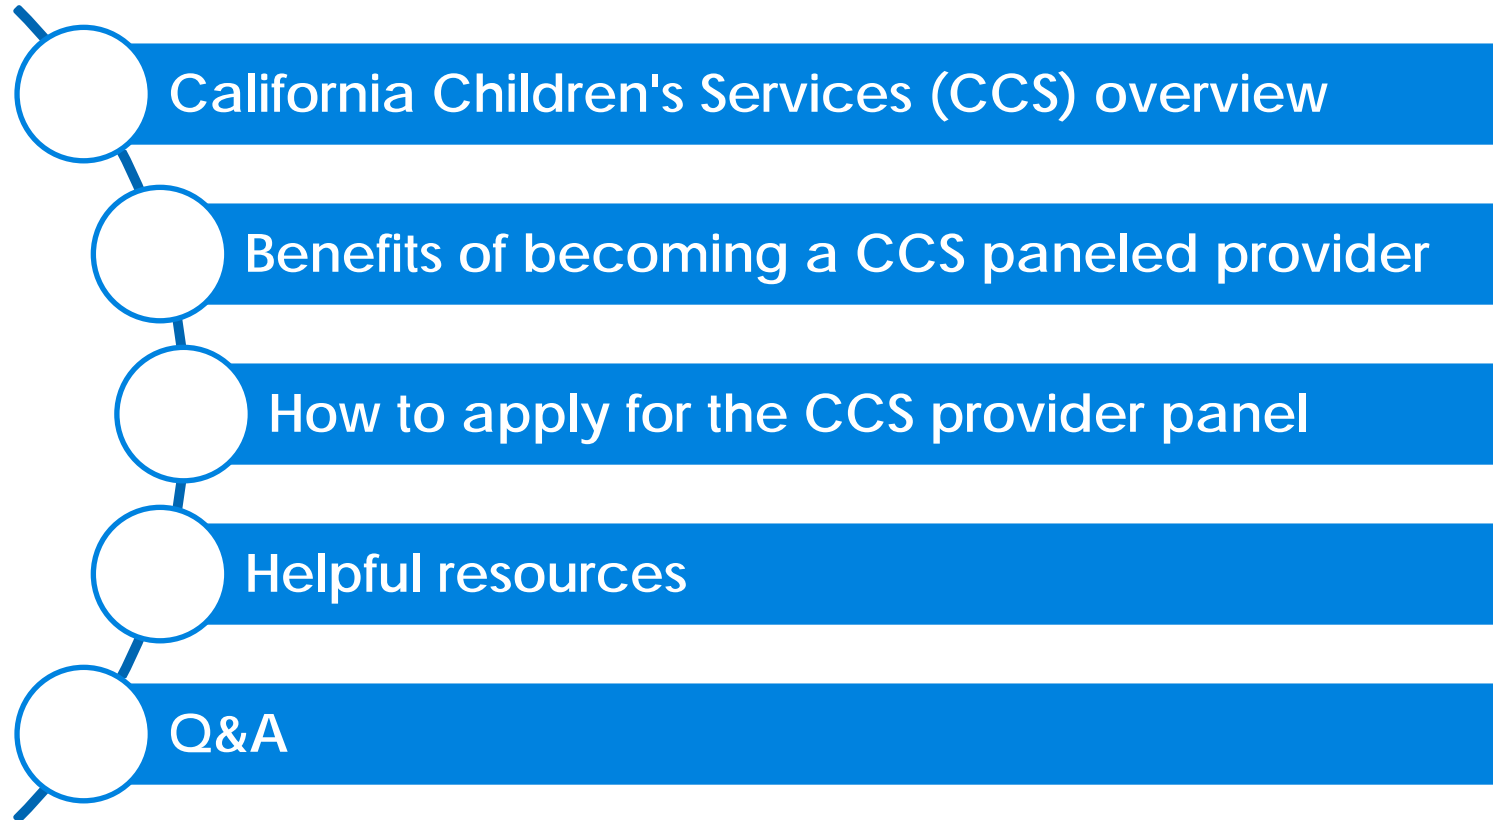 California Children's Services (CCS) overview
Benefits of becoming a CCS paneled provider
How to apply for the CCS provider panel
Helpful resources
Q&A